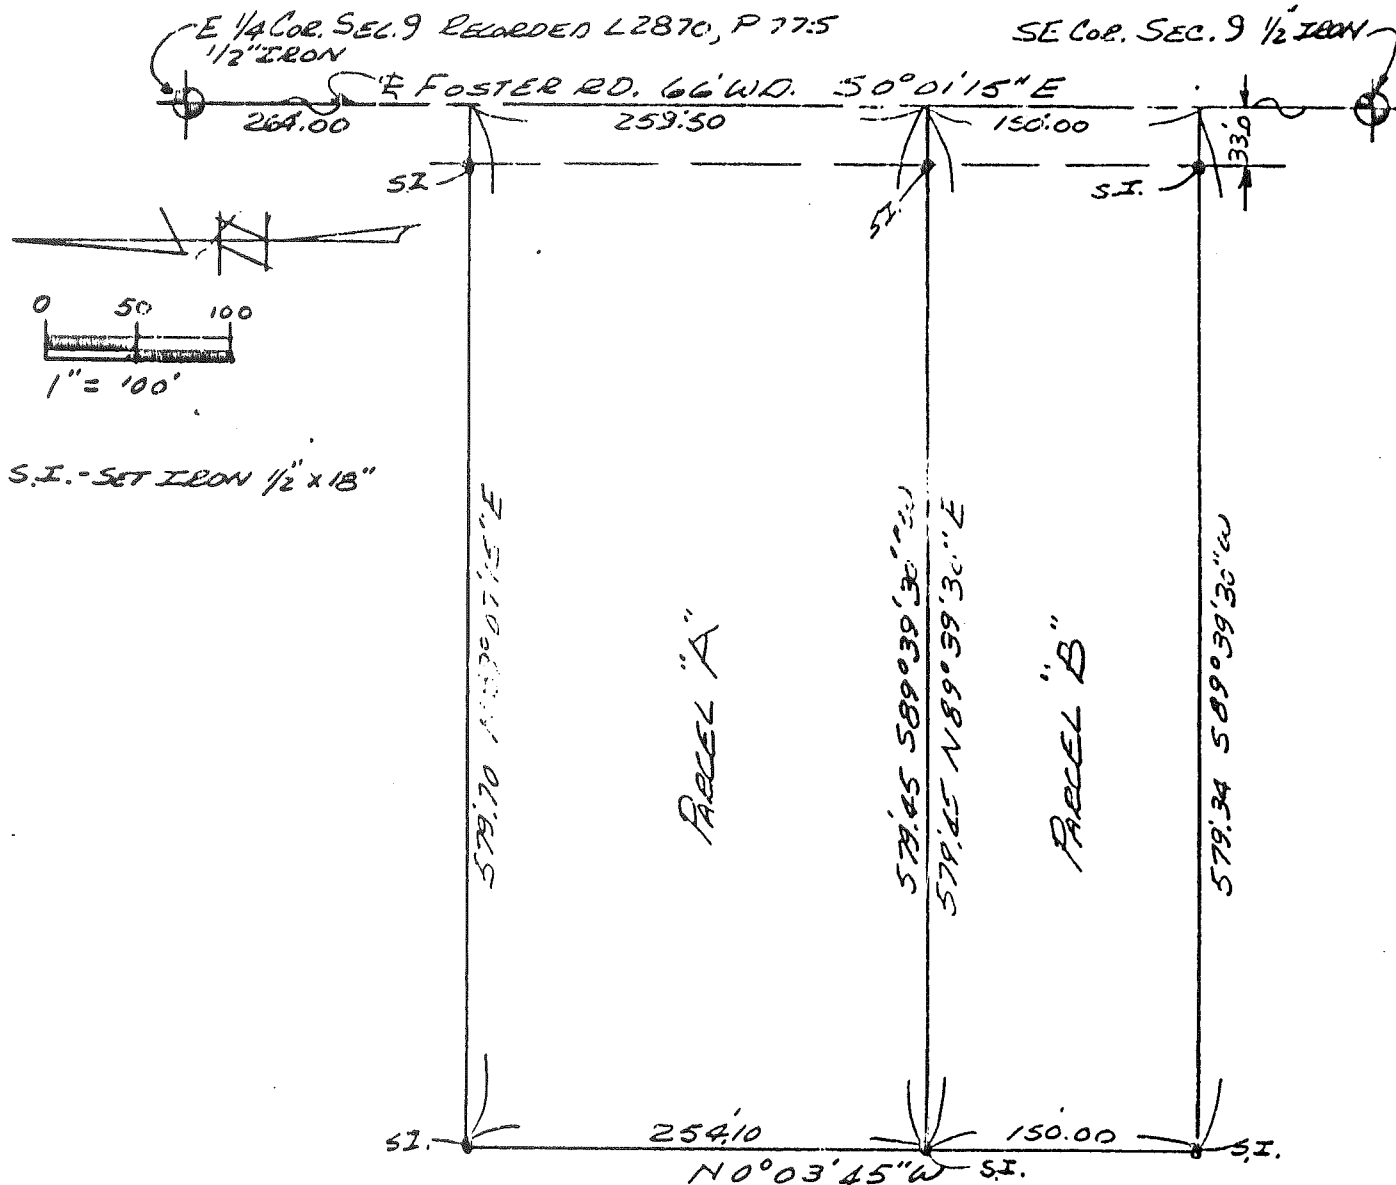 E 1/4 COR. SEC. 9 RECORDED L2870, P 775
1/2" IRON
SE COR. SEC. 9 1/2" IRON
℄ FOSTER RD. 66' WD. S0°01'15"E
264.00
259.50
150.00
33.0
S.I.
S.I.
S.I.
0 50 100
1" = 100'
S.I. - SET IRON 1/2" x 18"
579.70
E
PARCEL "A"
579.45 S89°39'30"W
579.45 N89°39'30"E
PARCEL "B"
579.34 S89°39'30"W
S.I.
254.10
150.00
S.I.
N0°03'45"W
S.I.